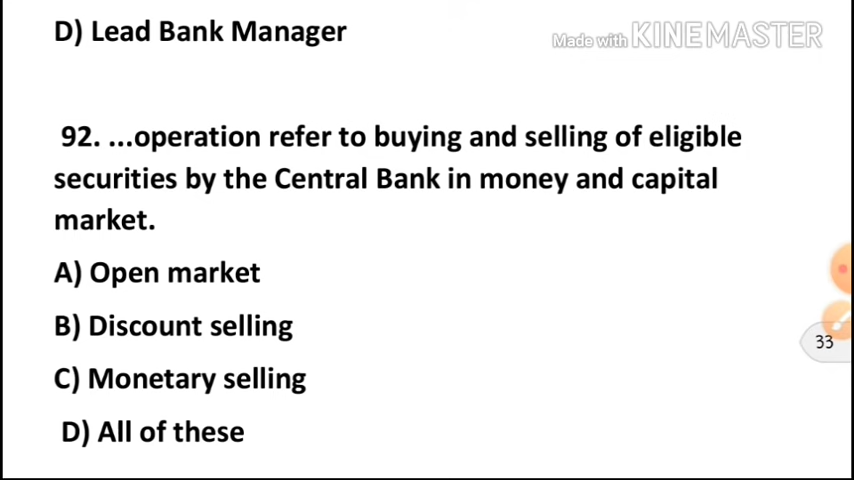 D) Lead Bank Manager
Made with KINEMASTER
92. ...operation refer to buying and selling of eligible
securities by the Central Bank in money and capital
market.
A) Open market
B) Discount selling
33
C) Monetary selling
D) All of these